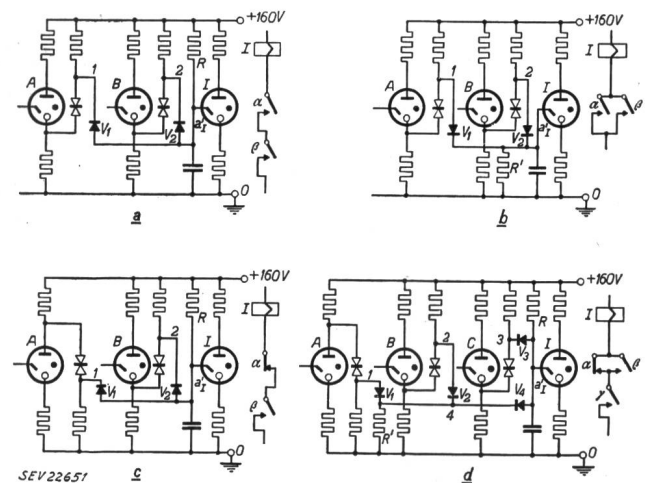 +160V
I
A
1
B
2
R
I
V1
V2
a'I
α
β
0
a
+160V
I
A
1
B
2
I
V1
V2
a'I
R'
α
β
0
b
+160V
I
A
B
2
R
I
1
V1
V2
a'I
α
β
0
c
+160V
I
A
B
2
C
3
R
V3
I
1
V1
V2
4
V4
a'I
R'
α
β
γ
0
d
SEV22651